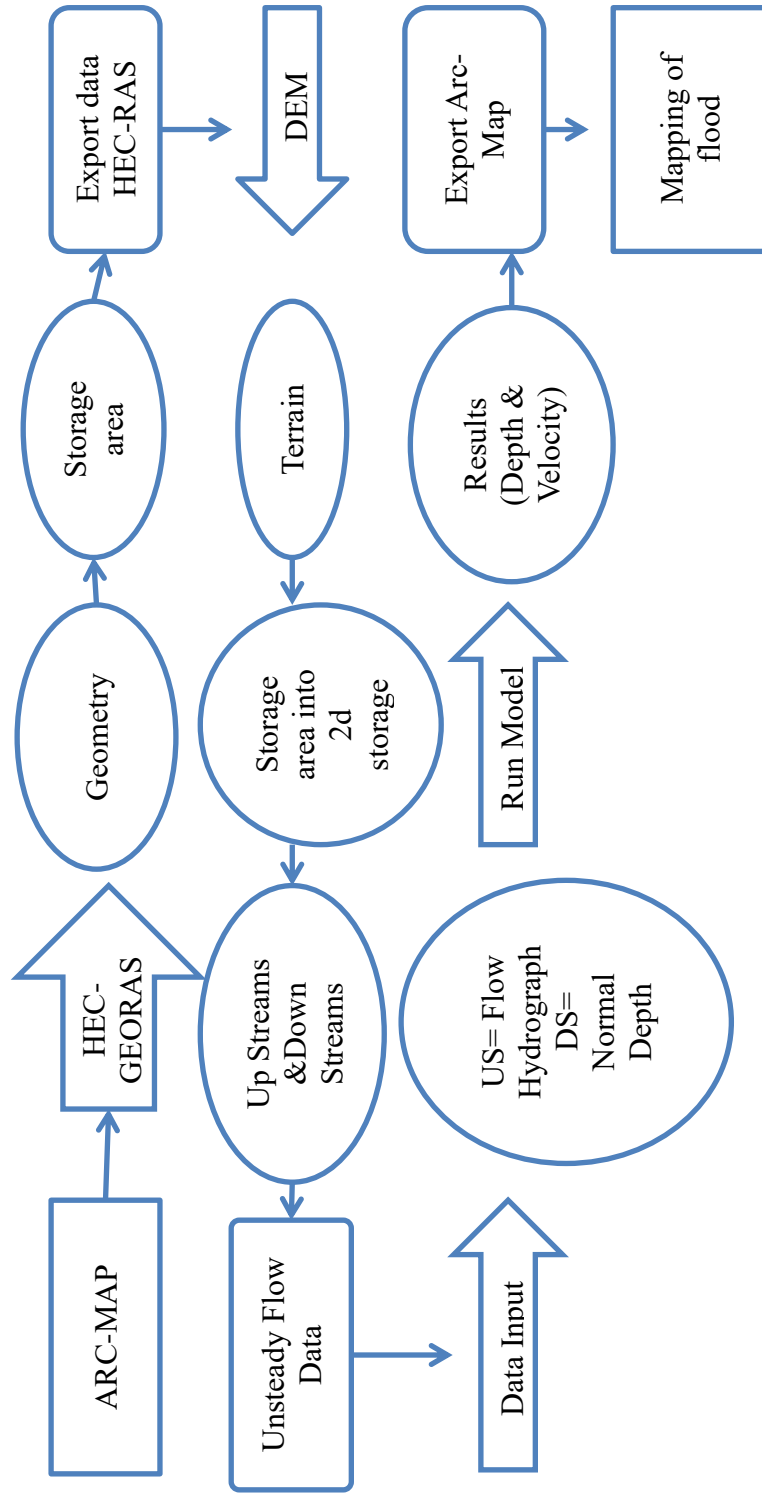 ARC-MAP
HEC-
GEORAS
Geometry
Storage
area
Export data
HEC-RAS
DEM
Terrain
Storage
area into
2d
storage
Up Streams
&Down
Streams
Unsteady Flow
Data
Data Input
US= Flow
Hydrograph
DS=
Normal
Depth
Run Model
Results
(Depth &
Velocity)
Export Arc-
Map
Mapping of
flood